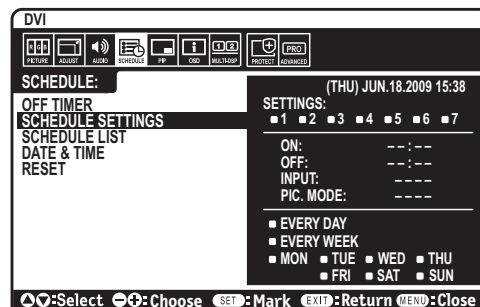 DVI
RGB PICTURE ADJUST AUDIO SCHEDULE PIP OSD 1 2 MULTI-DSP PROTECT PRO ADVANCED
SCHEDULE:
OFF TIMER
SCHEDULE SETTINGS
SCHEDULE LIST
DATE & TIME
RESET
(THU) JUN.18.2009 15:38
SETTINGS:
1 2 3 4 5 6 7
ON: --:--
OFF: --:--
INPUT: ----
PIC. MODE: ----
EVERY DAY
EVERY WEEK
MON TUE WED THU
FRI SAT SUN
:Select :Choose SET:Mark EXIT:Return MENU:Close